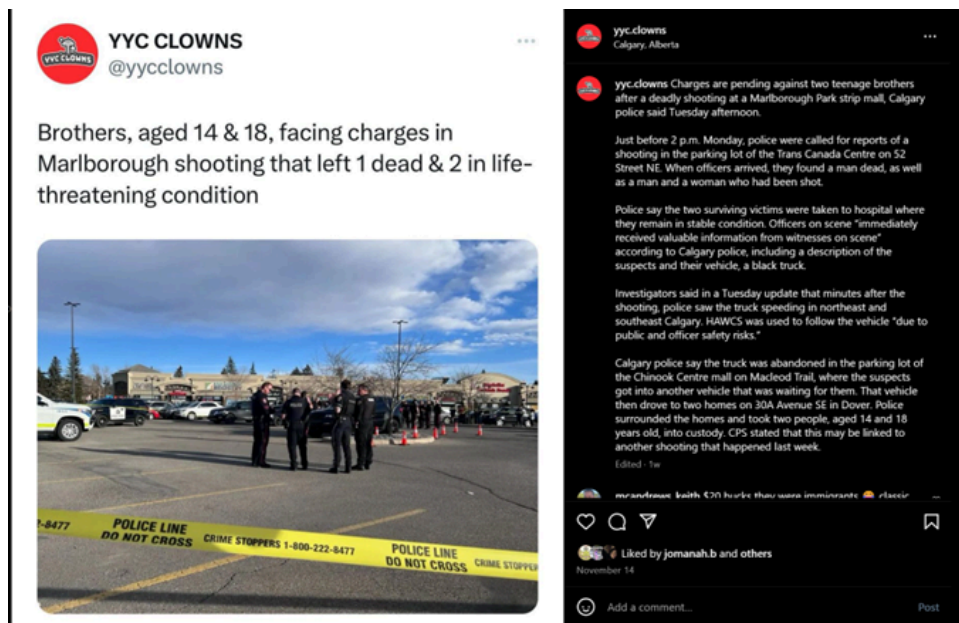 YYC CLOWNS
@yycclowns
Brothers, aged 14 & 18, facing charges in
Marlborough shooting that left 1 dead & 2 in life-
threatening condition
-8477
POLICE LINE
DO NOT CROSS
CRIME STOPPERS 1-800-222-8477
POLICE LINE
DO NOT CROSS
CRIME STOPPER
yyc.clowns
Calgary, Alberta
yyc.clowns Charges are pending against two teenage brothers
after a deadly shooting at a Marlborough Park strip mall, Calgary
police said Tuesday afternoon.
Just before 2 p.m. Monday, police were called for reports of a
shooting in the parking lot of the Trans Canada Centre on 52
Street NE. When officers arrived, they found a man dead, as well
as a man and a woman who had been shot.
Police say the two surviving victims were taken to hospital where
they remain in stable condition. Officers on scene "immediately
received valuable information from witnesses on scene"
according to Calgary police, including a description of the
suspects and their vehicle, a black truck.
Investigators said in a Tuesday update that minutes after the
shooting, police saw the truck speeding in northeast and
southeast Calgary. HAWCS was used to follow the vehicle "due to
public and officer safety risks."
Calgary police say the truck was abandoned in the parking lot of
the Chinook Centre mall on Macleod Trail, where the suspects
got into another vehicle that was waiting for them. That vehicle
then drove to two homes on 30A Avenue SE in Dover. Police
surrounded the homes and took two people, aged 14 and 18
years old, into custody. CPS stated that this may be linked to
another shooting that happened last week.
Edited · 1w
mcandrews_keith $20 bucks they were immigrants 😂 classic
Liked by jomanah.b and others
November 14
Add a comment...
Post